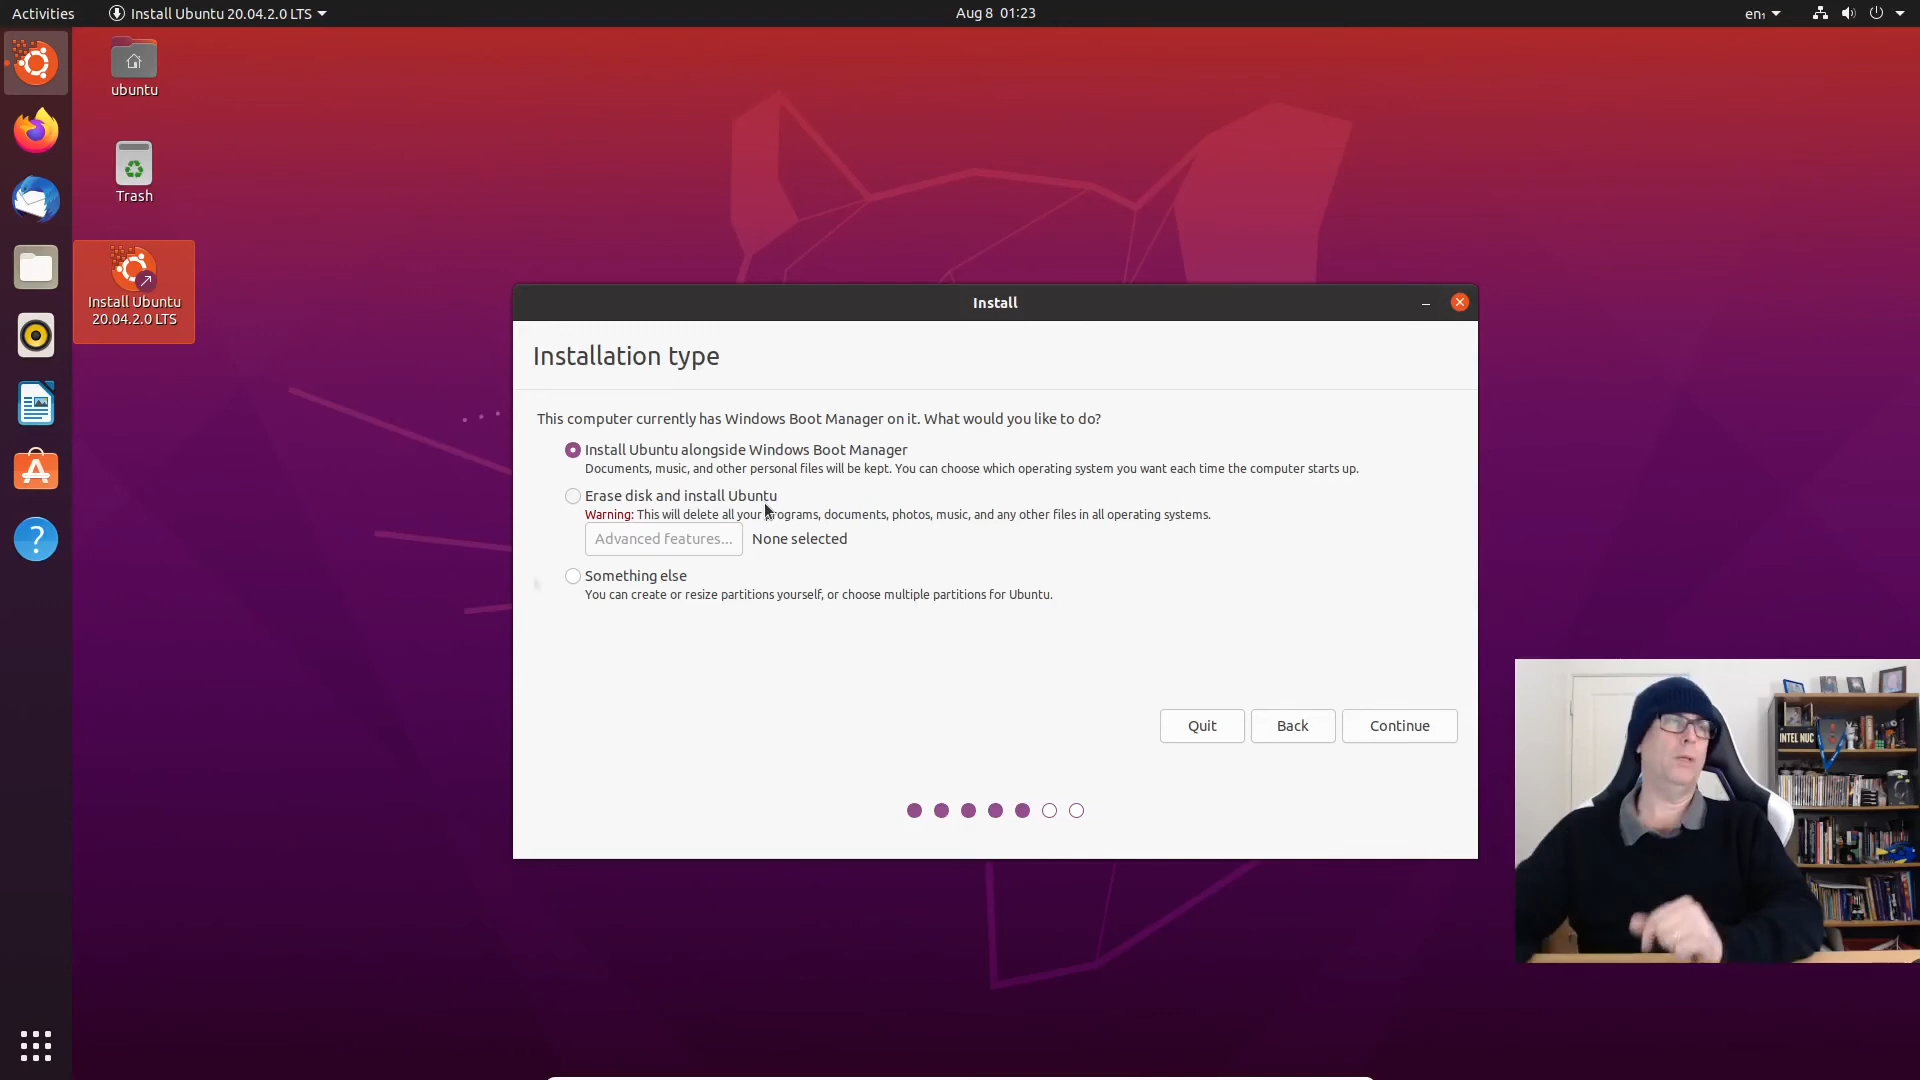 Activities
Install Ubuntu 20.04.2.0 LTS
Aug 8 01:23
en₁
ubuntu
Trash
Install Ubuntu
20.04.2.0 LTS
Install
Installation type
This computer currently has Windows Boot Manager on it. What would you like to do?
Install Ubuntu alongside Windows Boot Manager
Documents, music, and other personal files will be kept. You can choose which operating system you want each time the computer starts up.
Erase disk and install Ubuntu
Warning: This will delete all your programs, documents, photos, music, and any other files in all operating systems.
Advanced features...
None selected
Something else
You can create or resize partitions yourself, or choose multiple partitions for Ubuntu.
Quit
Back
Continue
INTEL NUC